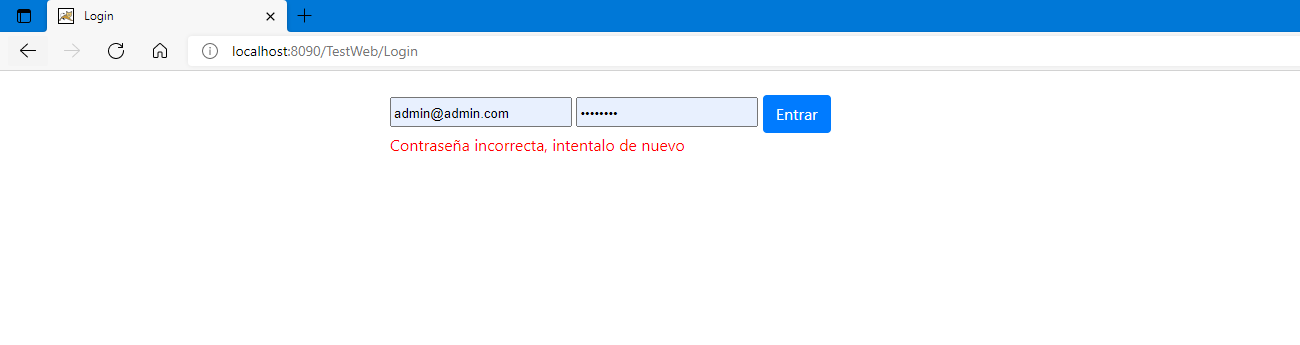 Login
localhost:8090/TestWeb/Login
admin@admin.com •••••••• Entrar
Contraseña incorrecta, intentalo de nuevo